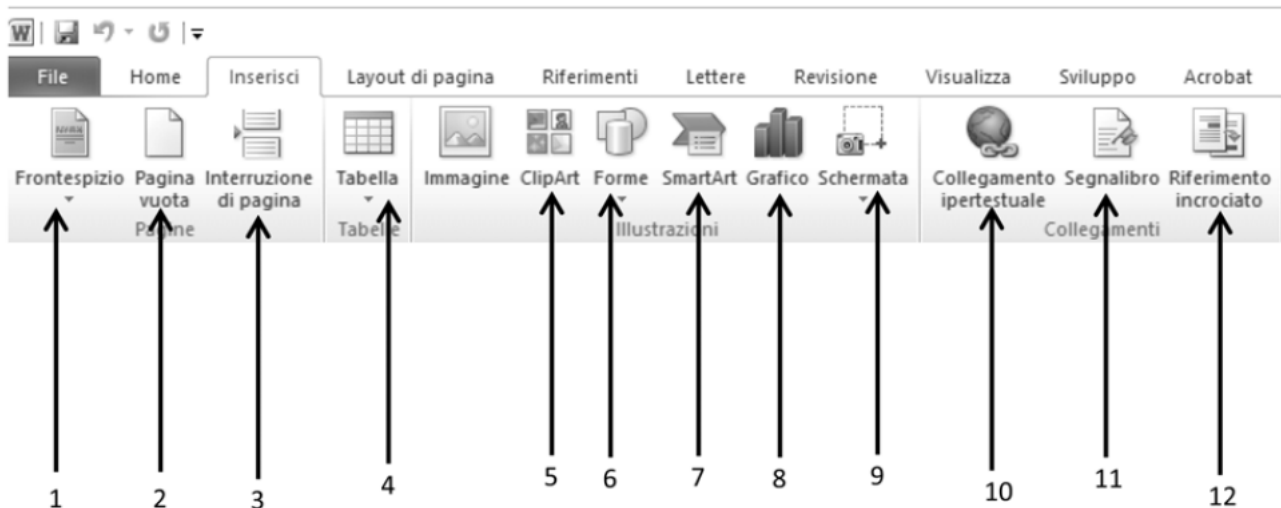 W
File Home Inserisci Layout di pagina Riferimenti Lettere Revisione Visualizza Sviluppo Acrobat
Frontespizio Pagina Interruzione Tabella Immagine ClipArt Forme SmartArt Grafico Schermata Collegamento Segnalibro Riferimento
vuota di pagina ipertestuale incrociato
Pagine Tabelle Illustrazioni Collegamenti
1 2 3 4 5 6 7 8 9 10 11 12